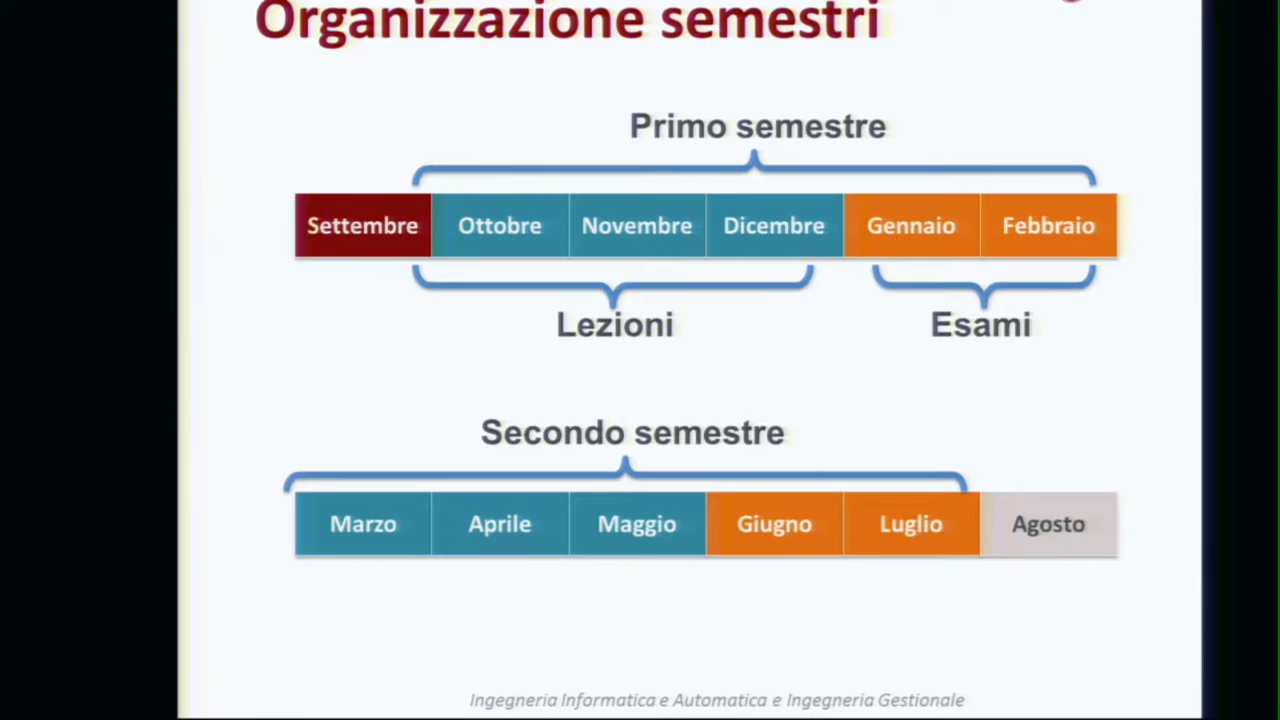 Organizzazione semestri
Primo semestre
Settembre Ottobre Novembre Dicembre Gennaio Febbraio
Lezioni Esami
Secondo semestre
Marzo Aprile Maggio Giugno Luglio Agosto
Ingegneria Informatica e Automatica e Ingegneria Gestionale